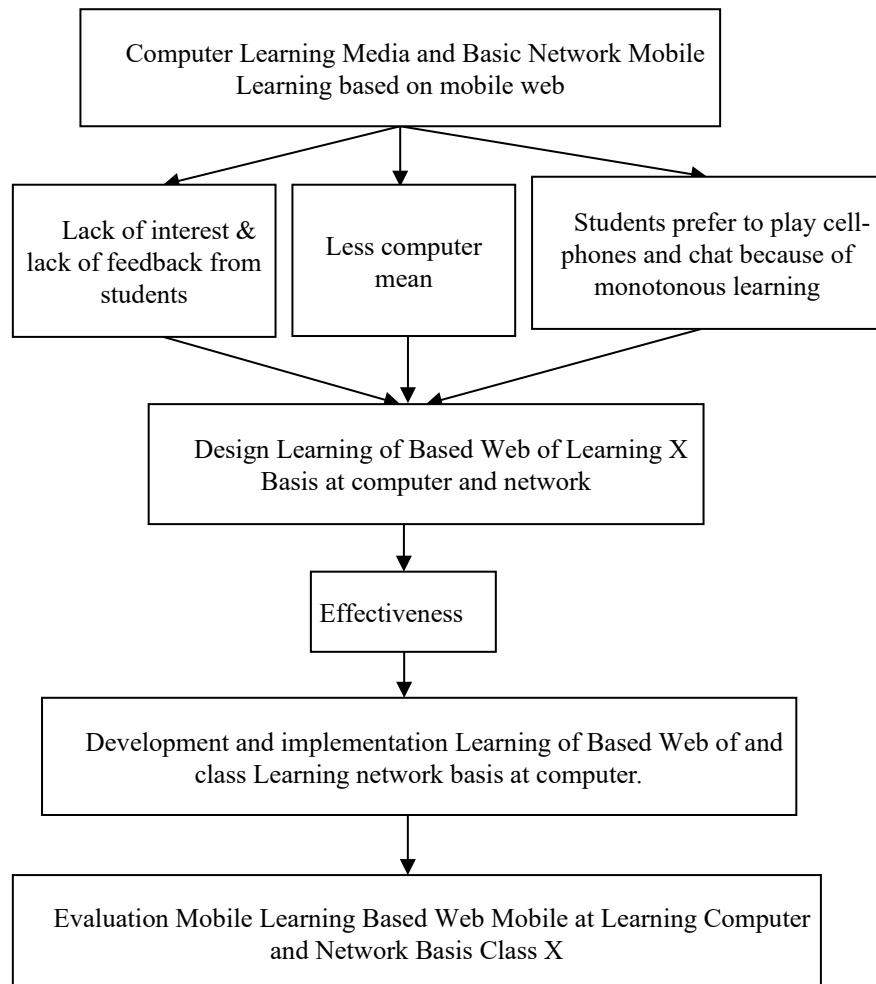 Computer Learning Media and Basic Network Mobile
Learning based on mobile web
Lack of interest &
lack of feedback from
students
Less computer
mean
Students prefer to play cell-
phones and chat because of
monotonous learning
Design Learning of Based Web of Learning X
Basis at computer and network
Effectiveness
Development and implementation Learning of Based Web of and
class Learning network basis at computer.
Evaluation Mobile Learning Based Web Mobile at Learning Computer
and Network Basis Class X